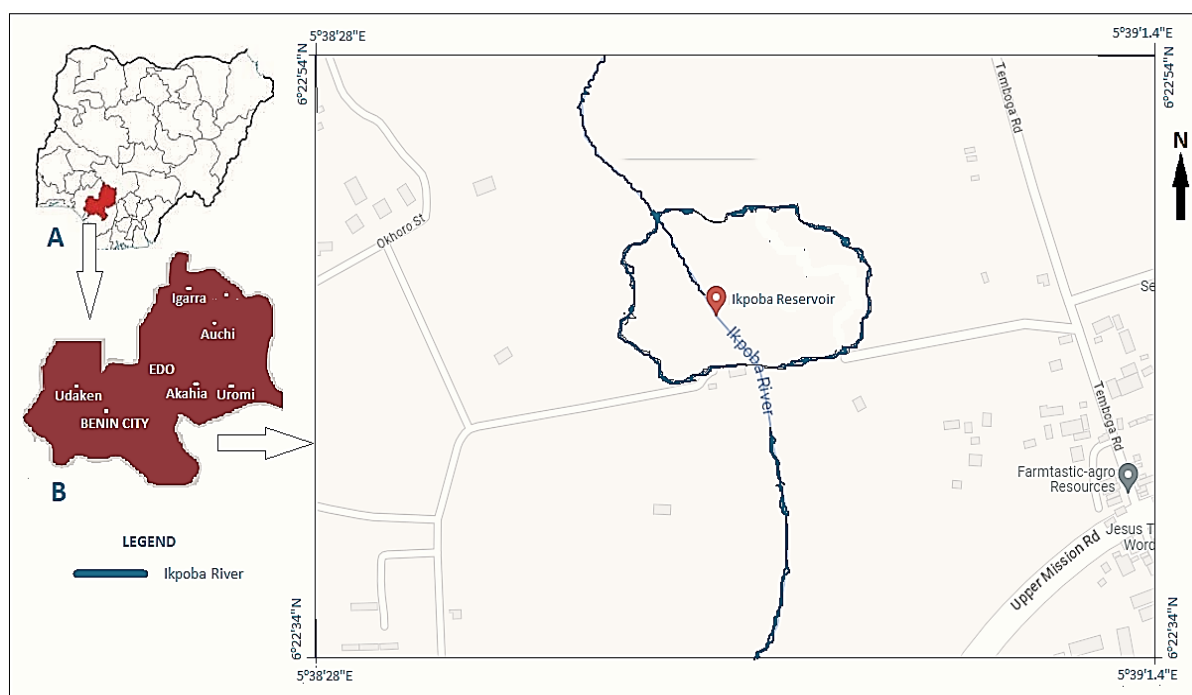 5°38'28"E
5°39'1.4"E
6°22'54"N
6°22'54"N
N
Temboga Rd
A
Okhoro St
Igarra
Auchi
EDO
Udaken
Akahia
Uromi
BENIN CITY
B
Ikpoba Reservoir
Ikpoba River
Se
Temboga Rd
Farmtastic-agro
Resources
Jesus T
Word
Upper Mission Rd
LEGEND
Ikpoba River
6°22'34"N
6°22'34"N
5°38'28"E
5°39'1.4"E